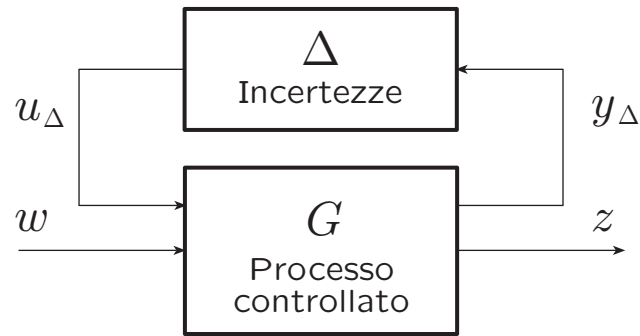 Δ
Incertezze
u_Δ
y_Δ
w
G
z
Processo
controllato